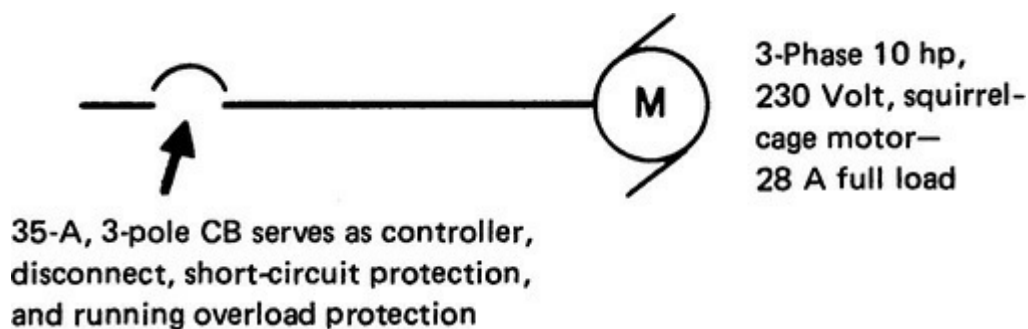 M
3-Phase 10 hp,
230 Volt, squirrel-
cage motor—
28 A full load
35-A, 3-pole CB serves as controller,
disconnect, short-circuit protection,
and running overload protection